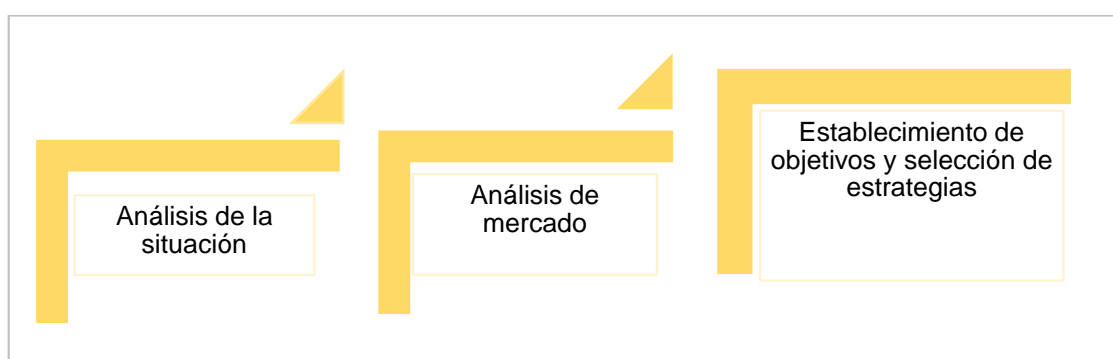 Análisis de la
situación
Análisis de
mercado
Establecimiento de
objetivos y selección de
estrategias